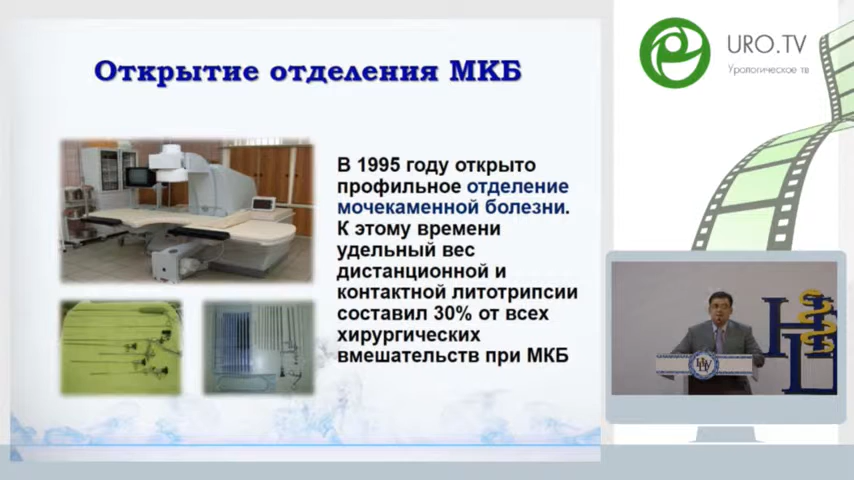 Открытие отделения МКБ
В 1995 году открыто
профильное отделение
мочекаменной болезни.
К этому времени
удельный вес
дистанционной и
контактной литотрипсии
составил 30% от всех
хирургических
вмешательств при МКБ
URO.TV
Урологическое тв